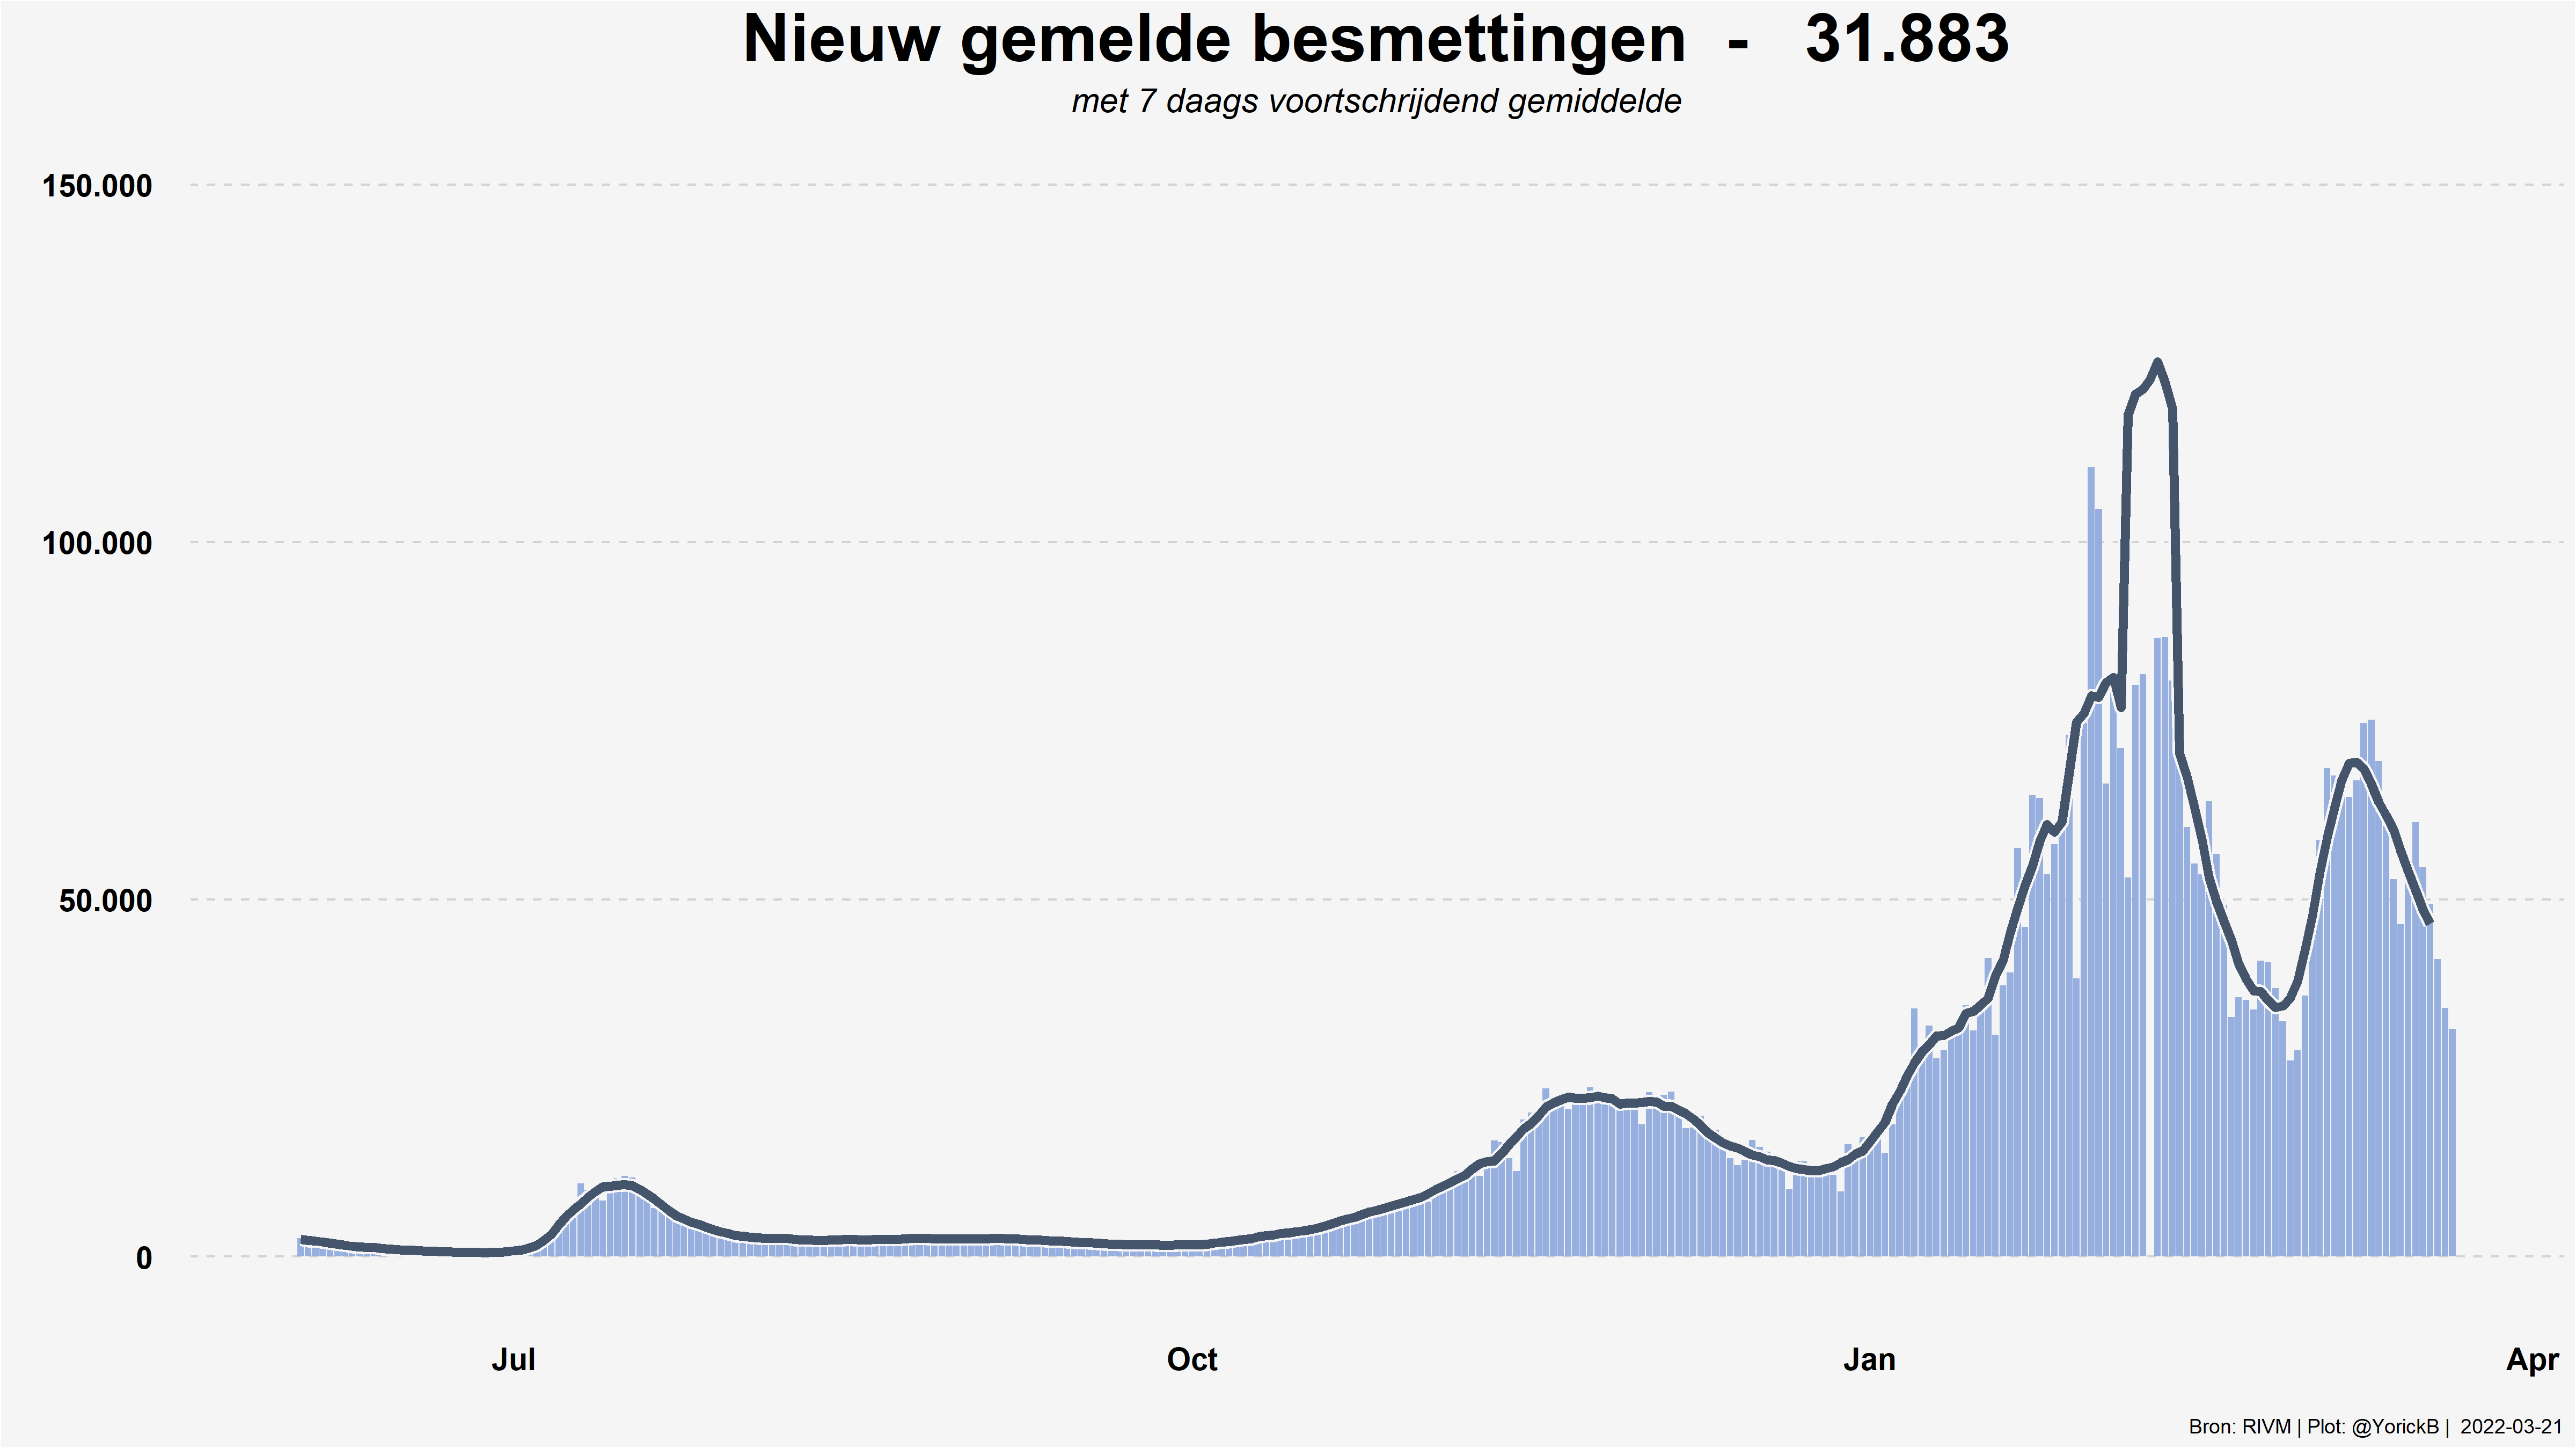 Nieuw gemelde besmettingen - 31.883
met 7 daags voortschrijdend gemiddelde
150.000
100.000
50.000
0
Jul Oct Jan Apr
Bron: RIVM | Plot: @YorickB | 2022-03-21